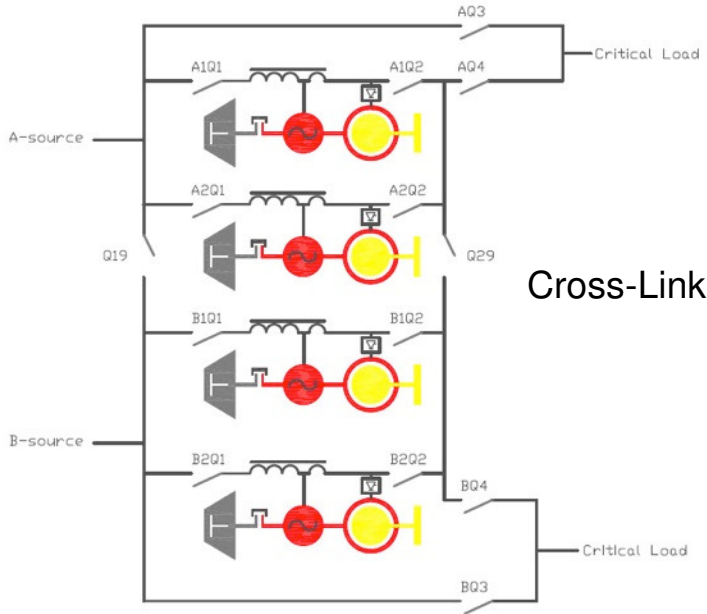 AQ3
Critical Load
A1Q1
A1Q2
AQ4
A-source
A2Q1
A2Q2
Q19
Q29
Cross-Link
B1Q1
B1Q2
B-source
B2Q1
B2Q2
BQ4
Critical Load
BQ3